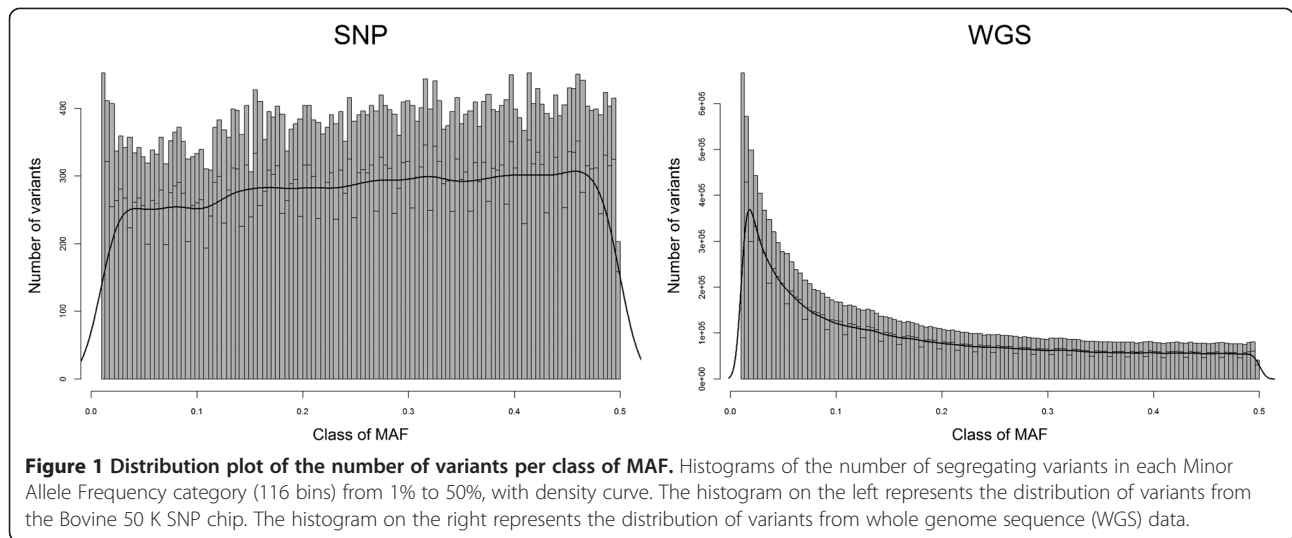 SNP
Number of variants
400
300
200
100
0
0.0 0.1 0.2 0.3 0.4 0.5
Class of MAF
WGS
Number of variants
6e+05
5e+05
4e+05
3e+05
2e+05
1e+05
0e+00
0.0 0.1 0.2 0.3 0.4 0.5
Class of MAF
Figure 1 Distribution plot of the number of variants per class of MAF. Histograms of the number of segregating variants in each Minor
Allele Frequency category (116 bins) from 1% to 50%, with density curve. The histogram on the left represents the distribution of variants from
the Bovine 50 K SNP chip. The histogram on the right represents the distribution of variants from whole genome sequence (WGS) data.